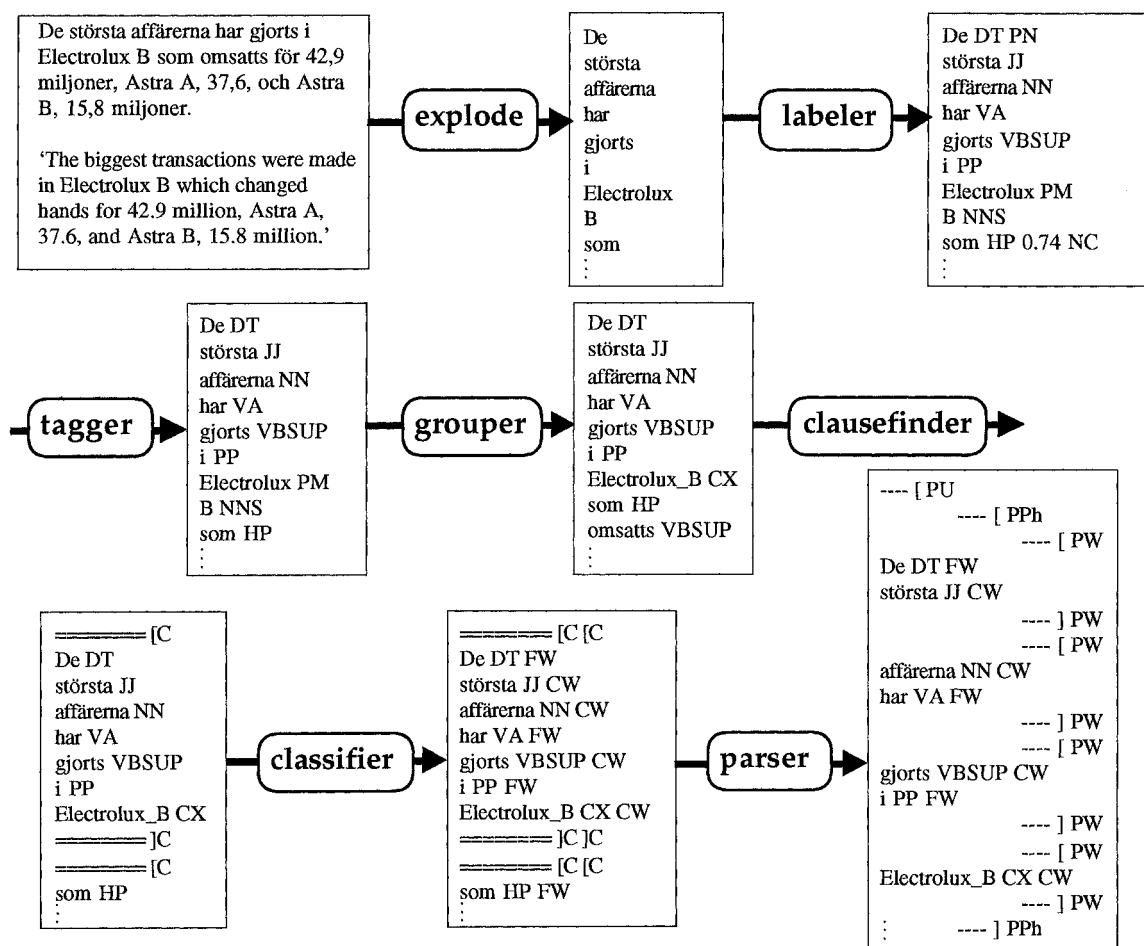 De största affärerna har gjorts i
Electrolux B som omsatts för 42,9
miljoner, Astra A, 37,6, och Astra
B, 15,8 miljoner.
‘The biggest transactions were made
in Electrolux B which changed
hands for 42.9 million, Astra A,
37.6, and Astra B, 15.8 million.’
explode
De
största
affärerna
har
gjorts
i
Electrolux
B
som
⋮
labeler
De DT PN
största JJ
affärerna NN
har VA
gjorts VBSUP
i PP
Electrolux PM
B NNS
som HP 0.74 NC
⋮
tagger
De DT
största JJ
affärerna NN
har VA
gjorts VBSUP
i PP
Electrolux PM
B NNS
som HP
⋮
grouper
De DT
största JJ
affärerna NN
har VA
gjorts VBSUP
i PP
Electrolux_B CX
som HP
omsatts VBSUP
⋮
clausefinder
======== [C
De DT
största JJ
affärerna NN
har VA
gjorts VBSUP
i PP
Electrolux_B CX
======== ]C
======== [C
som HP
⋮
classifier
======== [C [C
De DT FW
största JJ CW
affärerna NN CW
har VA FW
gjorts VBSUP CW
i PP FW
Electrolux_B CX CW
======== ]C ]C
======== [C [C
som HP FW
⋮
parser
---- [ PU
---- [ PPh
---- [ PW
De DT FW
största JJ CW
---- ] PW
---- [ PW
affärerna NN CW
har VA FW
---- ] PW
---- [ PW
gjorts VBSUP CW
i PP FW
---- ] PW
---- [ PW
Electrolux_B CX CW
---- ] PW
⋮ ---- ] PPh